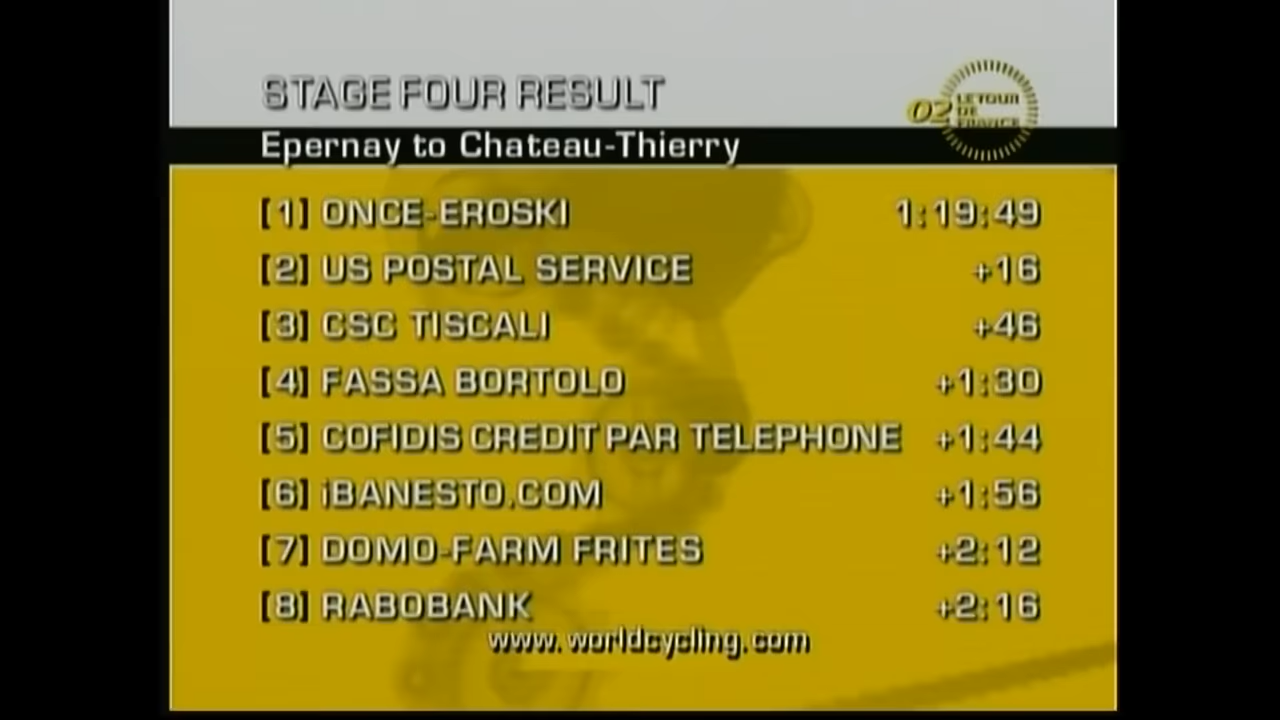 STAGE FOUR RESULT
02 LE TOUR
DE
FRANCE
Epernay to Chateau-Thierry
[1] ONCE-EROSKI 1:19:49
[2] US POSTAL SERVICE +16
[3] CSC TISCALI +46
[4] FASSA BORTOLO +1:30
[5] COFIDIS CREDIT PAR TELEPHONE +1:44
[6] iBANESTO.COM +1:56
[7] DOMO-FARM FRITES +2:12
[8] RABOBANK +2:16
www.worldcycling.com